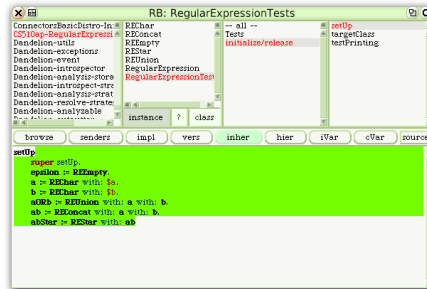 RB: RegularExpressionTests
ConnectorsBasicDistro-In
CS510ap-RegularExpressi
Dandelion-utils
Dandelion-exceptions
Dandelion-event
Dandelion-introspector
Dandelion-analysis-store
Dandelion-introspect-stra
Dandelion-analysis-strat
Dandelion-resolve-strate
Dandelion-analyzable
REChar
REConcat
REEmpty
REStar
REUnion
RegularExpression
RegularExpressionTest
-- all --
Tests
initialize/release
setUp
targetClass
testPrinting
instance ? class
browse senders impl vers inher hier iVar cVar source
setUp
super setUp.
epsilon := REEmpty.
a := REChar with: $a.
b := REChar with: $b.
aORb := REUnion with: a with: b.
ab := REConcat with: a with: b.
abStar := REStar with: ab